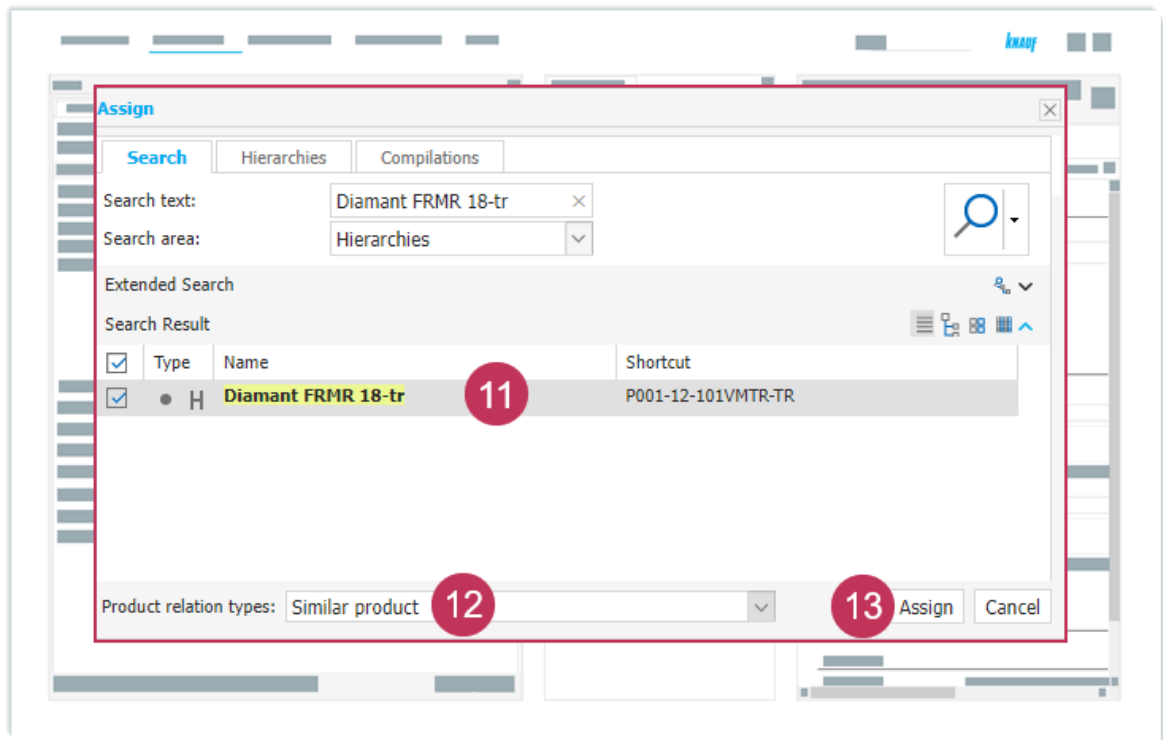 KNAUF
Assign
Search Hierarchies Compilations
Search text: Diamant FRMR 18-tr
Search area: Hierarchies
Extended Search
Search Result
Type Name Shortcut
H Diamant FRMR 18-tr 11 P001-12-101VMTR-TR
Product relation types: Similar product 12 13 Assign Cancel